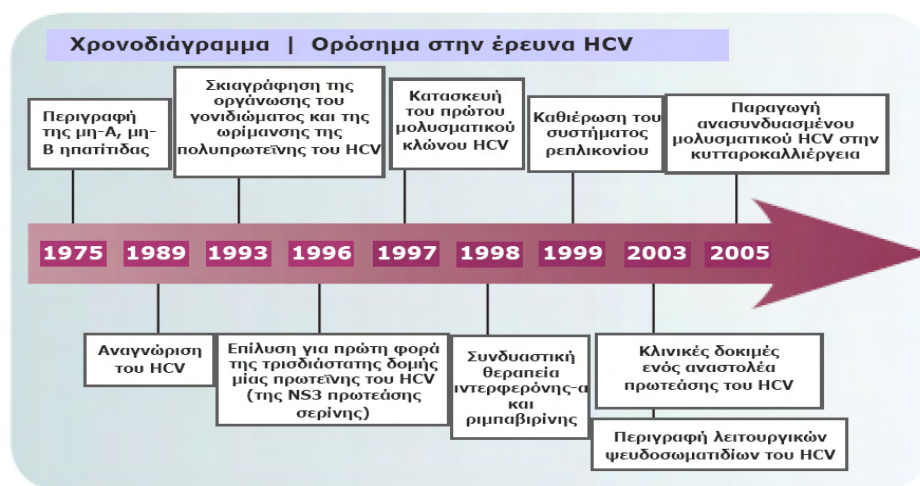 Χρονοδιάγραμμα | Ορόσημα στην έρευνα HCV
Περιγραφή
της μη-Α, μη-
Β ηπατίτιδας
Σκιαγράφηση της
οργάνωσης του
γονιδιώματος και της
ωρίμανσης της
πολυπρωτεΐνης του HCV
Κατασκευή
του πρώτου
μολυσματικού
κλώνου HCV
Καθιέρωση του
συστήματος
ρεπλικονίου
Παραγωγή
ανασυνδυασμένου
μολυσματικού HCV στην
κυτταροκαλλιέργεια
1975 1989 1993 1996 1997 1998 1999 2003 2005
Αναγνώριση
του HCV
Επίλυση για πρώτη φορά
της τρισδιάστατης δομής
μίας πρωτεΐνης του HCV
(της NS3 πρωτεάσης
σερίνης)
Συνδυαστική
θεραπεία
ιντερφερόνης-α
και
ριμπαβιρίνης
Κλινικές δοκιμές
ενός αναστολέα
πρωτεάσης του HCV
Περιγραφή λειτουργικών
ψευδοσωματιδίων του HCV